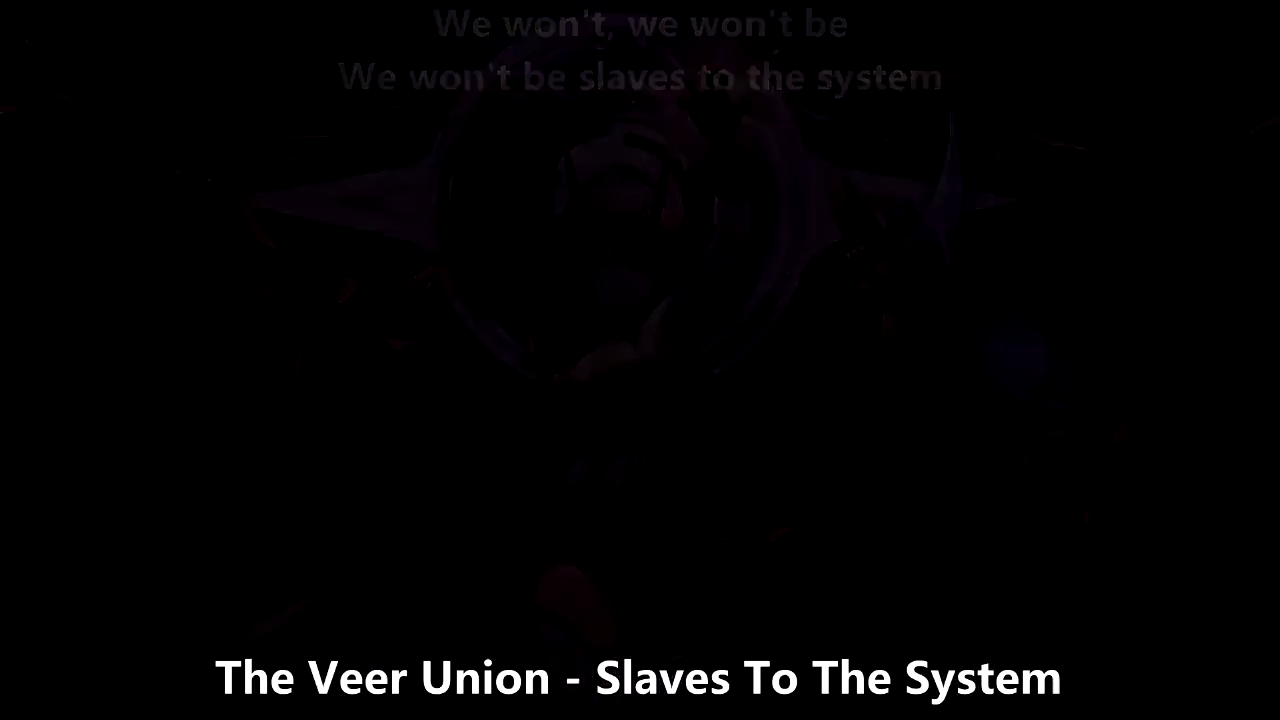 We won't, we won't be
We won't be slaves to the system
The Veer Union - Slaves To The System